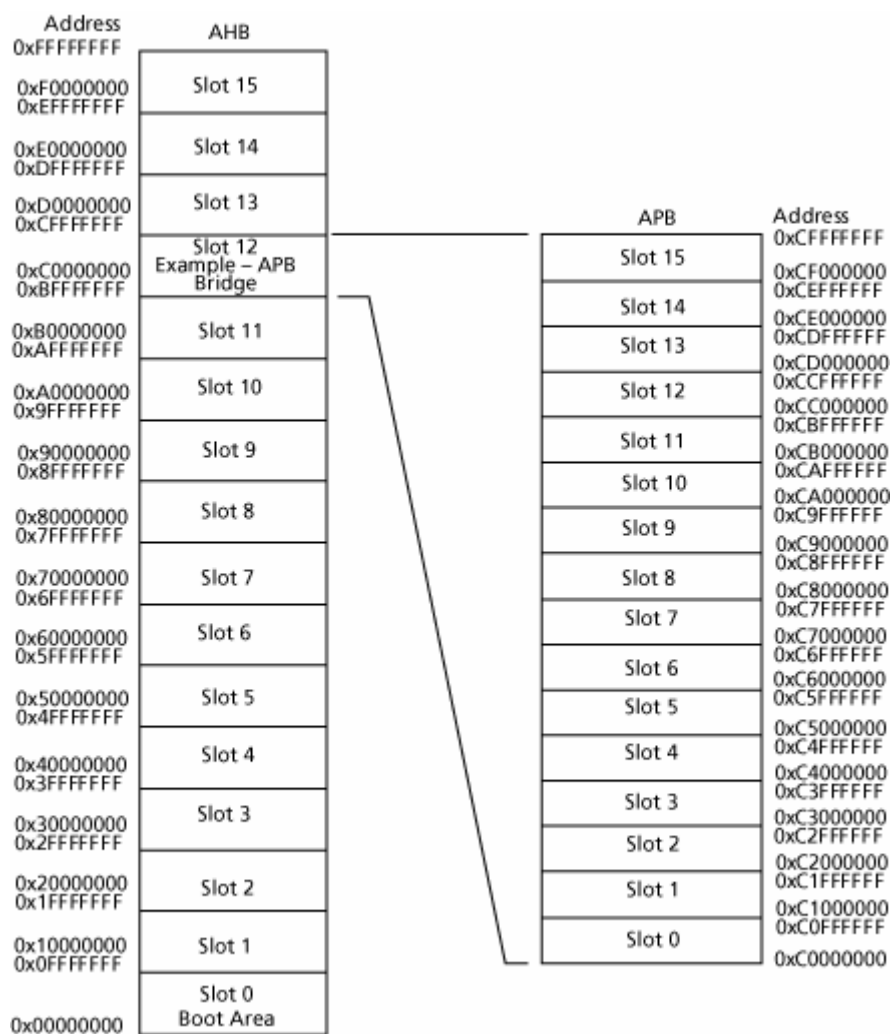 Address
AHB
0xFFFFFFFF
Slot 15
0xF0000000
0xEFFFFFFF
Slot 14
0xE0000000
0xDFFFFFFF
Slot 13
0xD0000000
0xCFFFFFFF
Slot 12
Example – APB
Bridge
0xC0000000
0xBFFFFFFF
Slot 11
0xB0000000
0xAFFFFFFF
Slot 10
0xA0000000
0x9FFFFFFF
Slot 9
0x90000000
0x8FFFFFFF
Slot 8
0x80000000
0x7FFFFFFF
Slot 7
0x70000000
0x6FFFFFFF
Slot 6
0x60000000
0x5FFFFFFF
Slot 5
0x50000000
0x4FFFFFFF
Slot 4
0x40000000
0x3FFFFFFF
Slot 3
0x30000000
0x2FFFFFFF
Slot 2
0x20000000
0x1FFFFFFF
Slot 1
0x10000000
0x0FFFFFFF
Slot 0
Boot Area
0x00000000
APB
Address
0xCFFFFFFF
Slot 15
0xCF000000
0xCEFFFFFF
Slot 14
0xCE000000
0xCDFFFFFF
Slot 13
0xCD000000
0xCCFFFFFF
Slot 12
0xCC000000
0xCBFFFFFF
Slot 11
0xCB000000
0xCAFFFFFF
Slot 10
0xCA000000
0xC9FFFFFF
Slot 9
0xC9000000
0xC8FFFFFF
Slot 8
0xC8000000
0xC7FFFFFF
Slot 7
0xC7000000
0xC6FFFFFF
Slot 6
0xC6000000
0xC5FFFFFF
Slot 5
0xC5000000
0xC4FFFFFF
Slot 4
0xC4000000
0xC3FFFFFF
Slot 3
0xC3000000
0xC2FFFFFF
Slot 2
0xC2000000
0xC1FFFFFF
Slot 1
0xC1000000
0xC0FFFFFF
Slot 0
0xC0000000